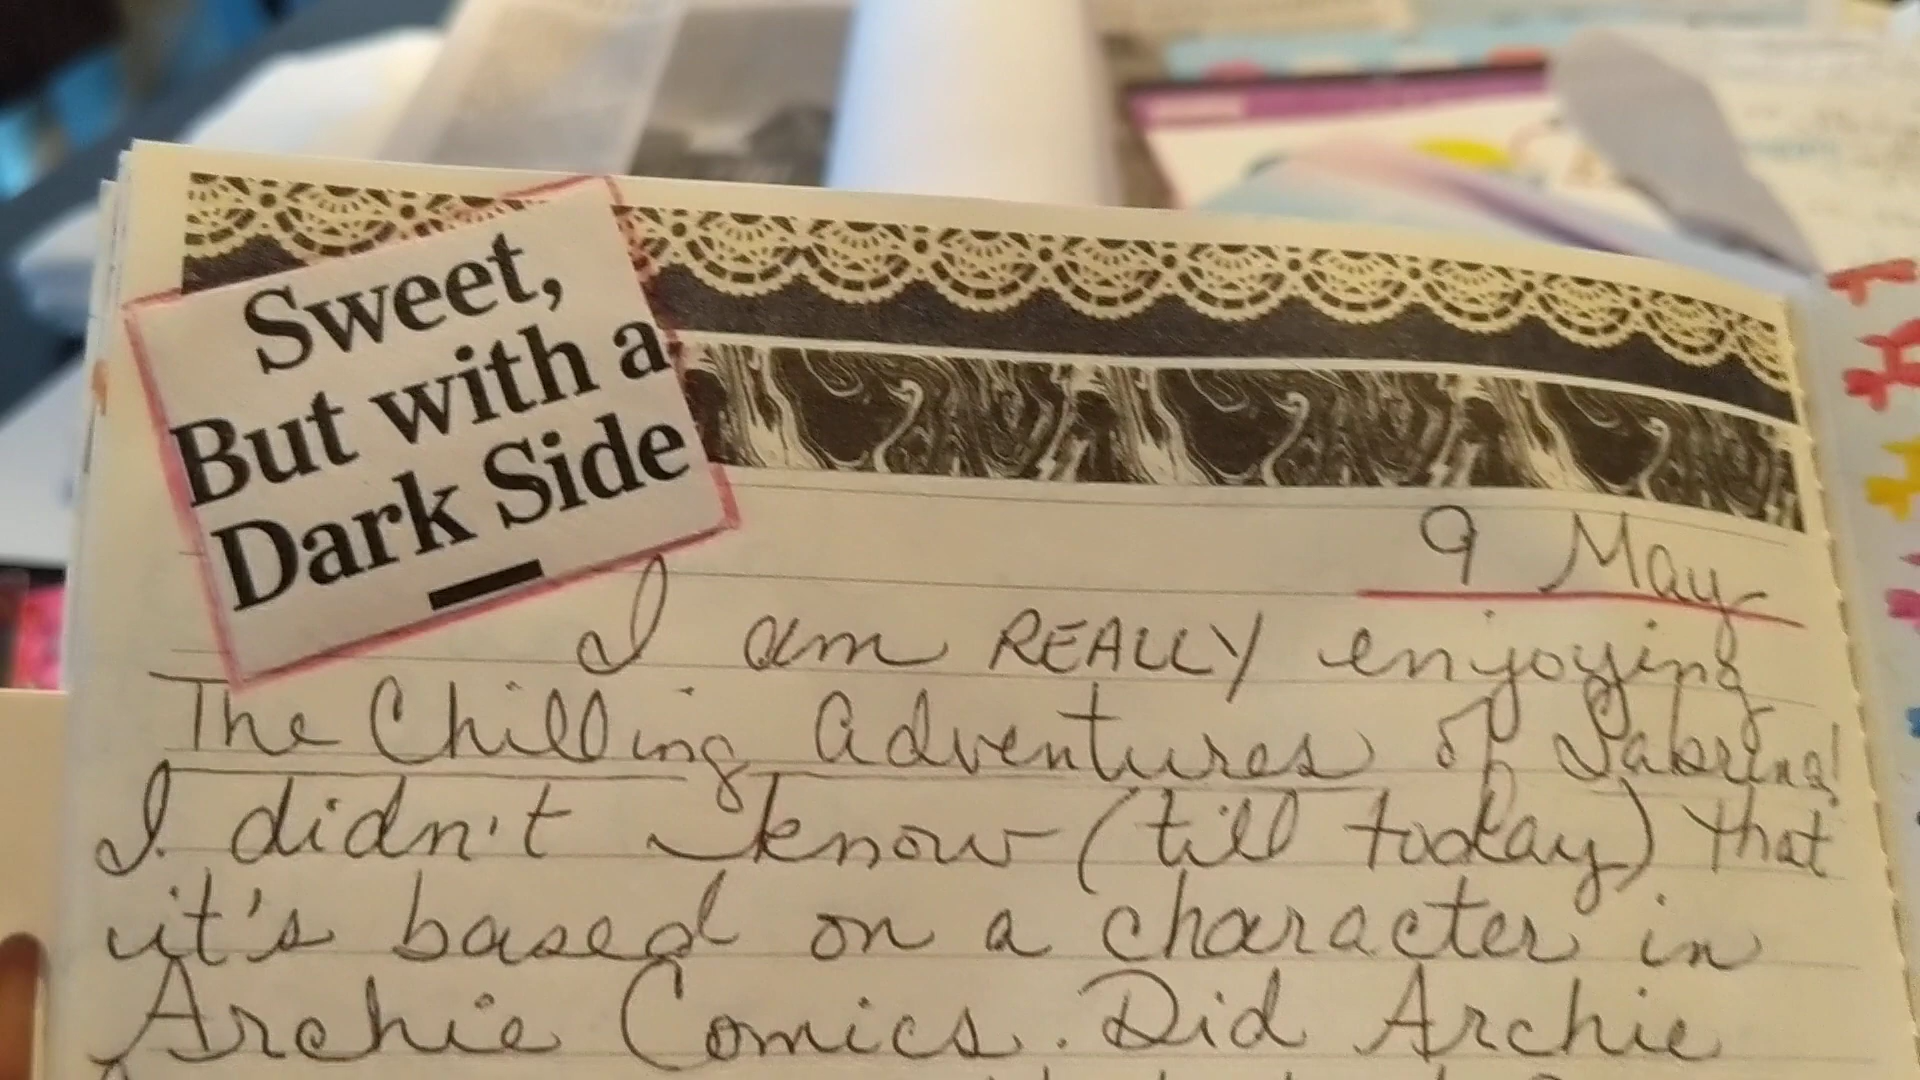 Sweet,
But with a
Dark Side
9 May
I am REALLY enjoying
The Chilling Adventures of Sabrina!
I didn't know (till today) that
it's based on a character in
Archie Comics. Did Archie